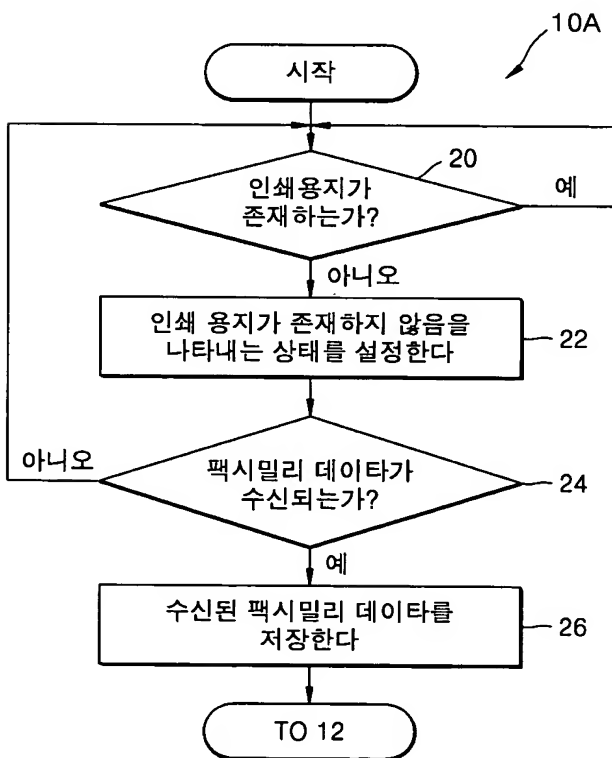 10A
시작
20
인쇄용지가
존재하는가?
예
아니오
인쇄 용지가 존재하지 않음을
나타내는 상태를 설정한다
22
아니오
팩시밀리 데이타가
수신되는가?
24
예
수신된 팩시밀리 데이타를
저장한다
26
TO 12